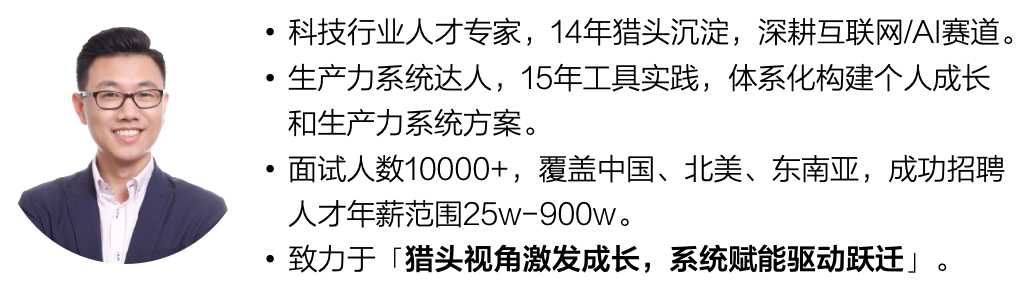 • 科技行业人才专家，14年猎头沉淀，深耕互联网/AI赛道。
• 生产力系统达人，15年工具实践，体系化构建个人成长
和生产力系统方案。
• 面试人数10000+，覆盖中国、北美、东南亚，成功招聘
人才年薪范围25w-900w。
• 致力于「猎头视角激发成长，系统赋能驱动跃迁」。